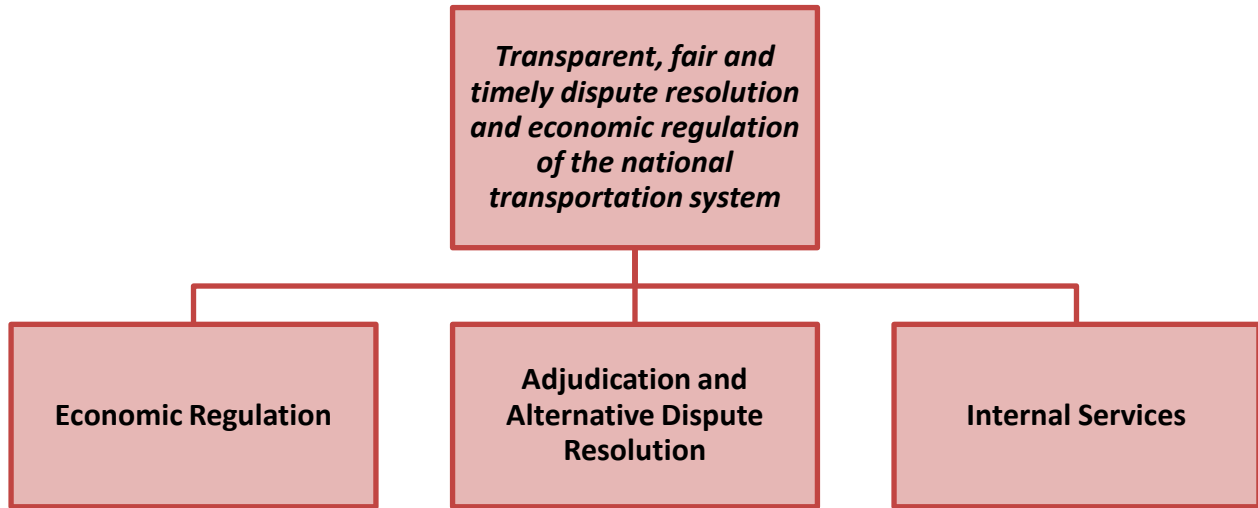 Transparent, fair and
timely dispute resolution
and economic regulation
of the national
transportation system
Economic Regulation
Adjudication and
Alternative Dispute
Resolution
Internal Services